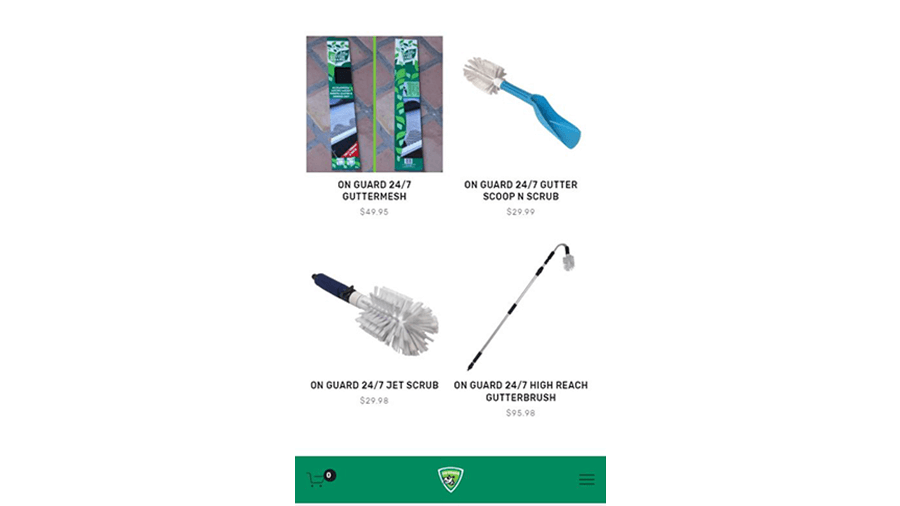 ON GUARD 24/7
GUTTERMESH
$49.95
ON GUARD 24/7 GUTTER
SCOOP N SCRUB
$29.99
ON GUARD 24/7 JET SCRUB
$29.98
ON GUARD 24/7 HIGH REACH
GUTTERBRUSH
$95.98
0